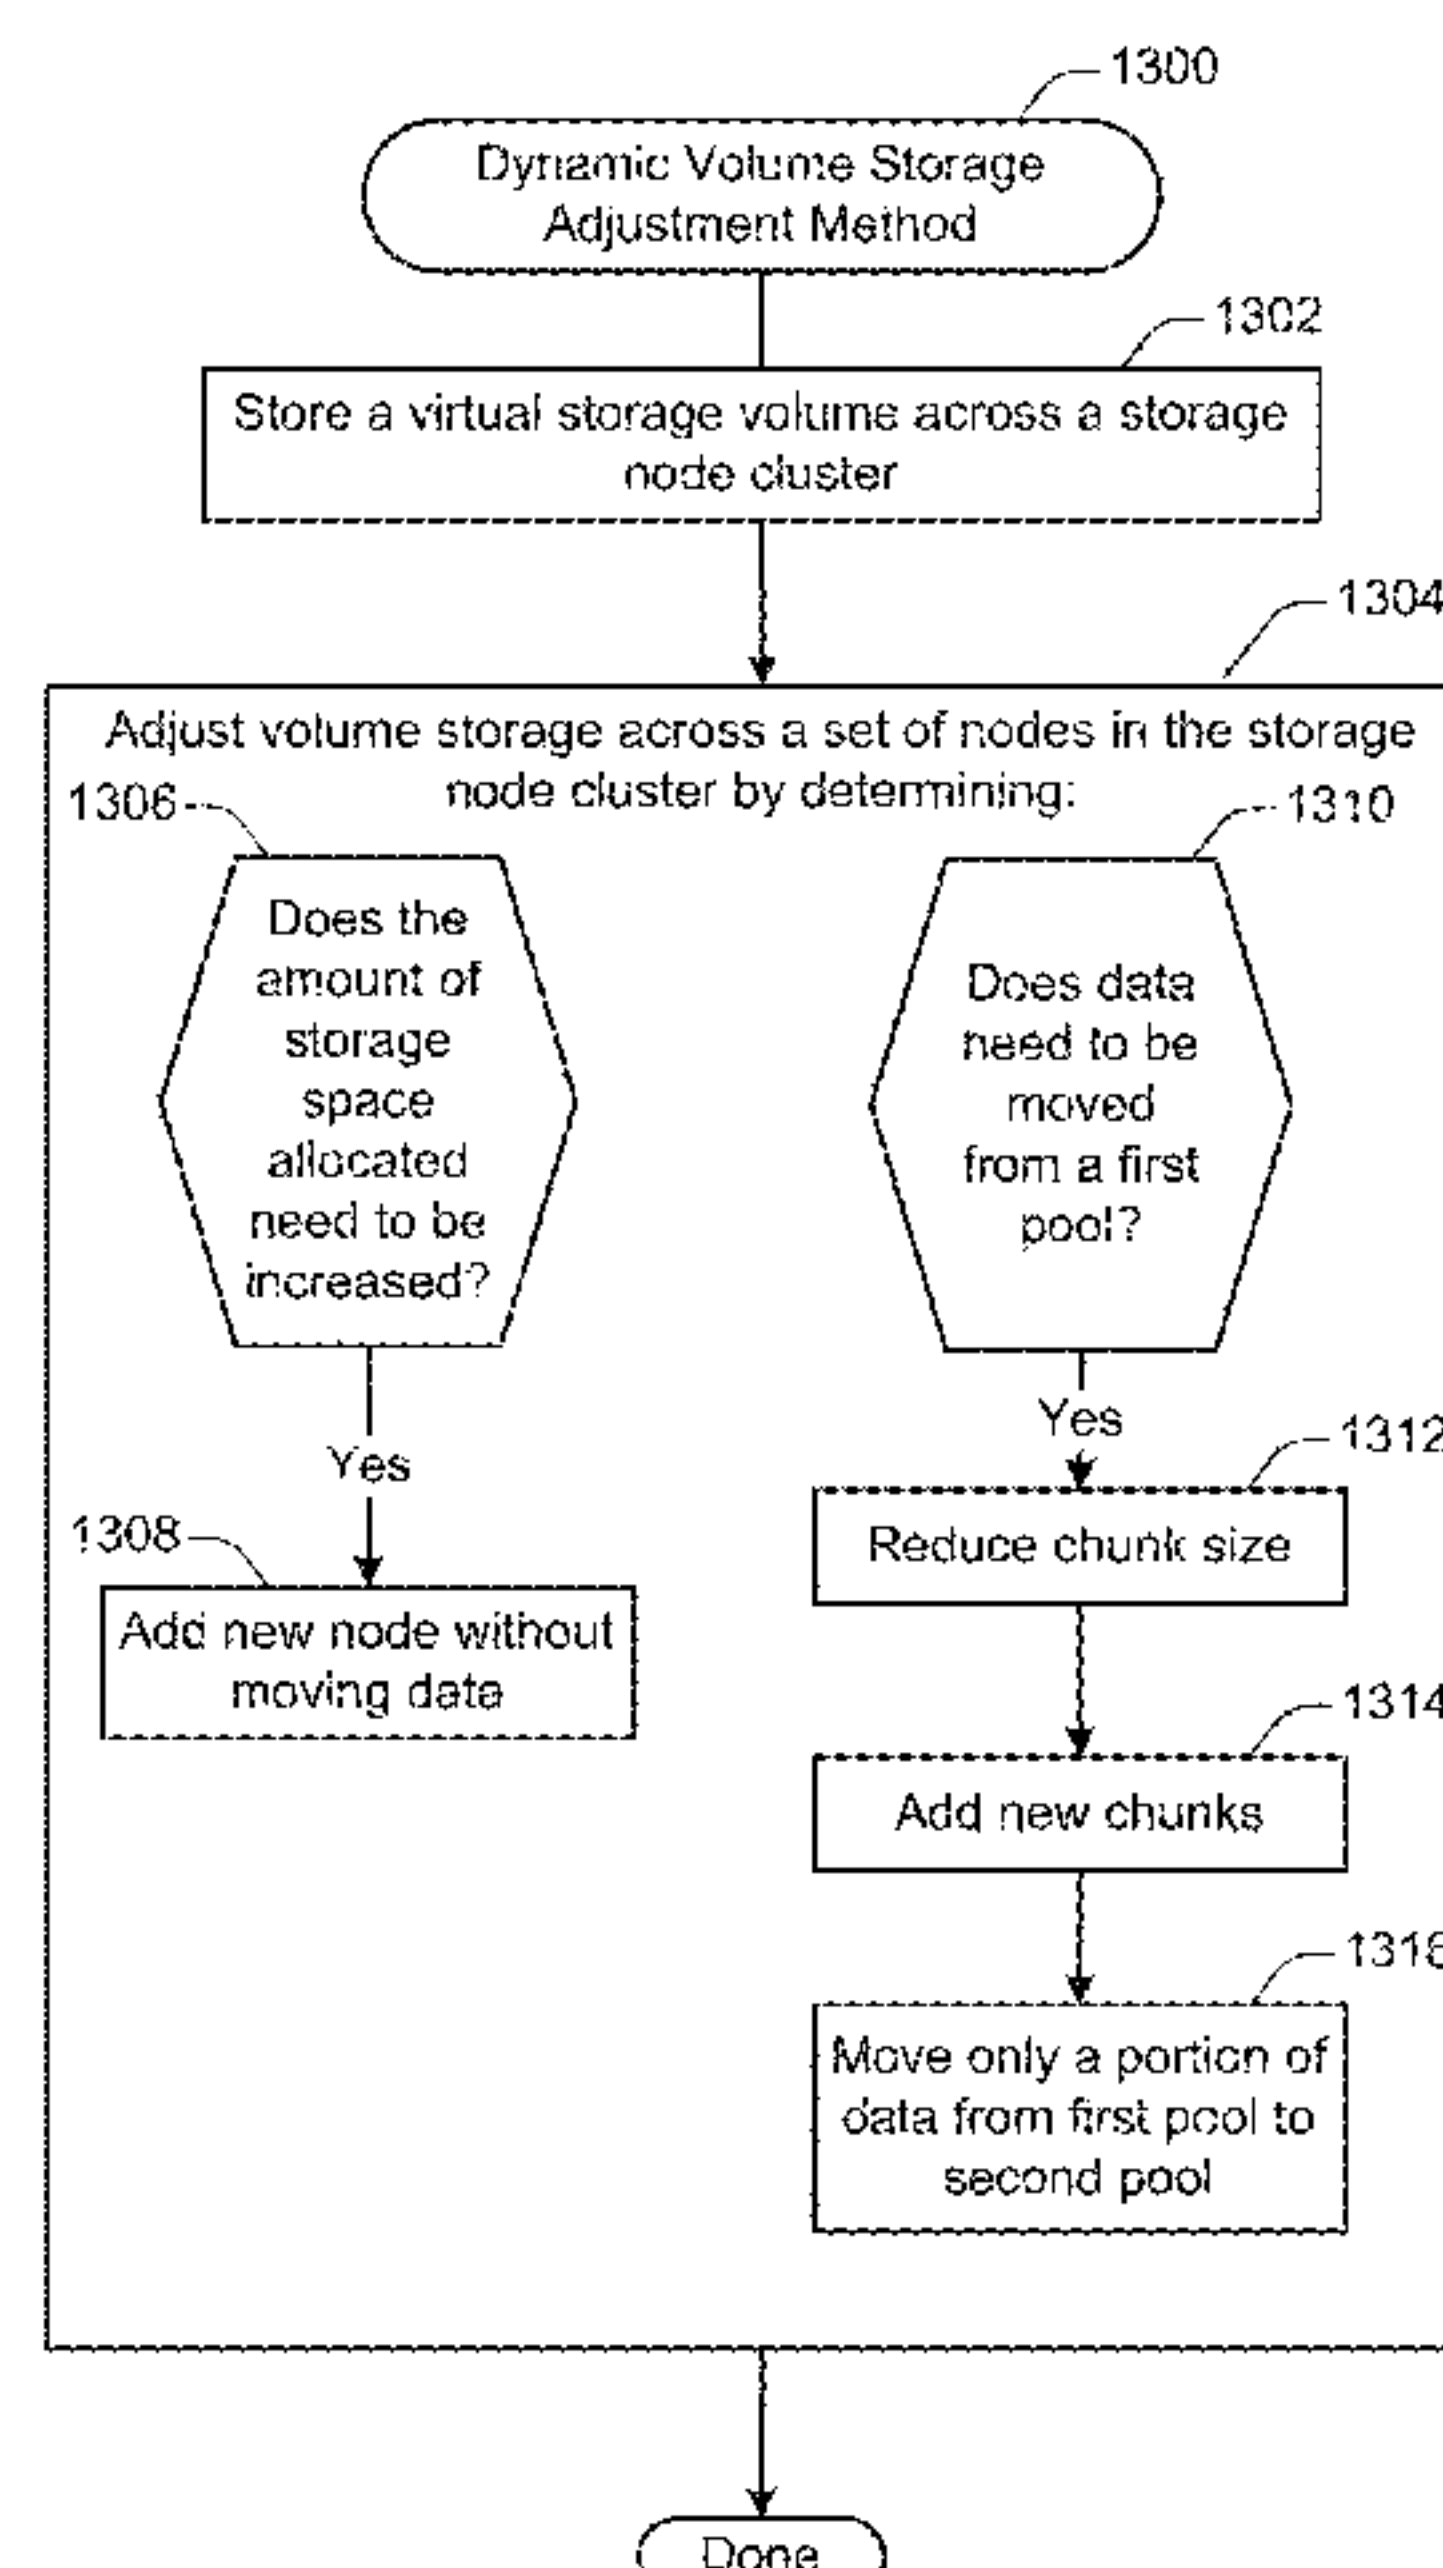 1300
Dynamic Volume Storage
Adjustment Method
1302
Store a virtual storage volume across a storage
node cluster
1304
Adjust volume storage across a set of nodes in the storage
node cluster by determining:
1306
1310
Does the
amount of
storage
space
allocated
need to be
increased?
Does data
need to be
moved
from a first
pool?
Yes
Yes
1312
Reduce chunk size
1308
Add new node without
moving data
1314
Add new chunks
1316
Move only a portion of
data from first pool to
second pool
Done